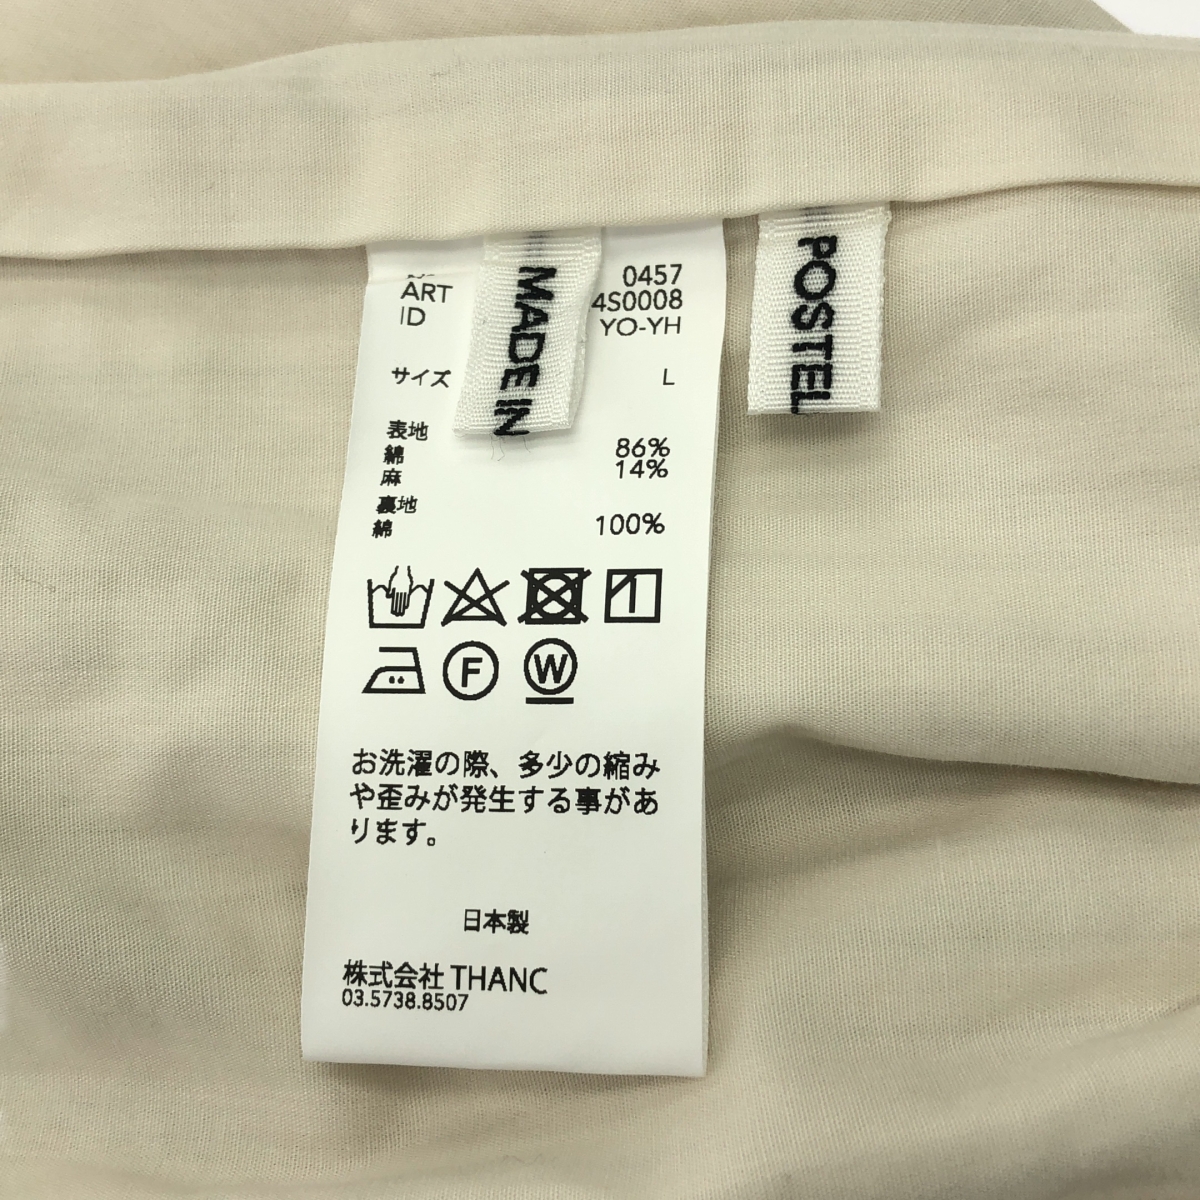 0457
ART 4S0008
ID YO-YH
MADE IN
POSTEL
サイズ L
表地
綿 86%
麻 14%
裏地
綿 100%
F W
お洗濯の際、多少の縮み
や歪みが発生する事があ
ります。
日本製
株式会社 THANC
03.5738.8507